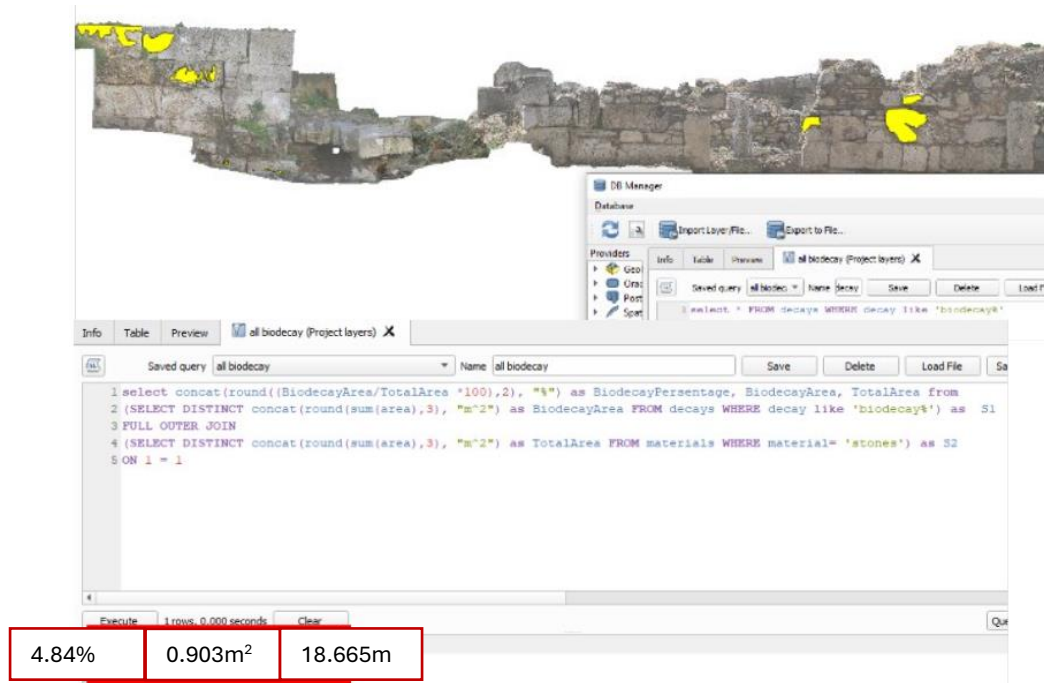 DB Manager
Database
Import Layer/File... Export to File...
Providers
Info Table Preview all biodecay (Project layers) X
Saved query all biodec Name decay Save Delete
1 select * FROM decays WHERE decay like 'biodecay%'
Info Table Preview all biodecay (Project layers) X
Saved query all biodecay Name all biodecay Save Delete Load File Sa
1 select concat(round((BiodecayArea/TotalArea *100),2), "%") as BiodecayPersentage, BiodecayArea, TotalArea from
2 (SELECT DISTINCT concat(round(sum(area),3), "m^2") as BiodecayArea FROM decays WHERE decay like 'biodecay%') as S1
3 FULL OUTER JOIN
4 (SELECT DISTINCT concat(round(sum(area),3), "m^2") as TotalArea FROM materials WHERE material= 'stones') as S2
5 ON 1 = 1
Execute 1 rows, 0.000 seconds Clear
4.84% 0.903m² 18.665m